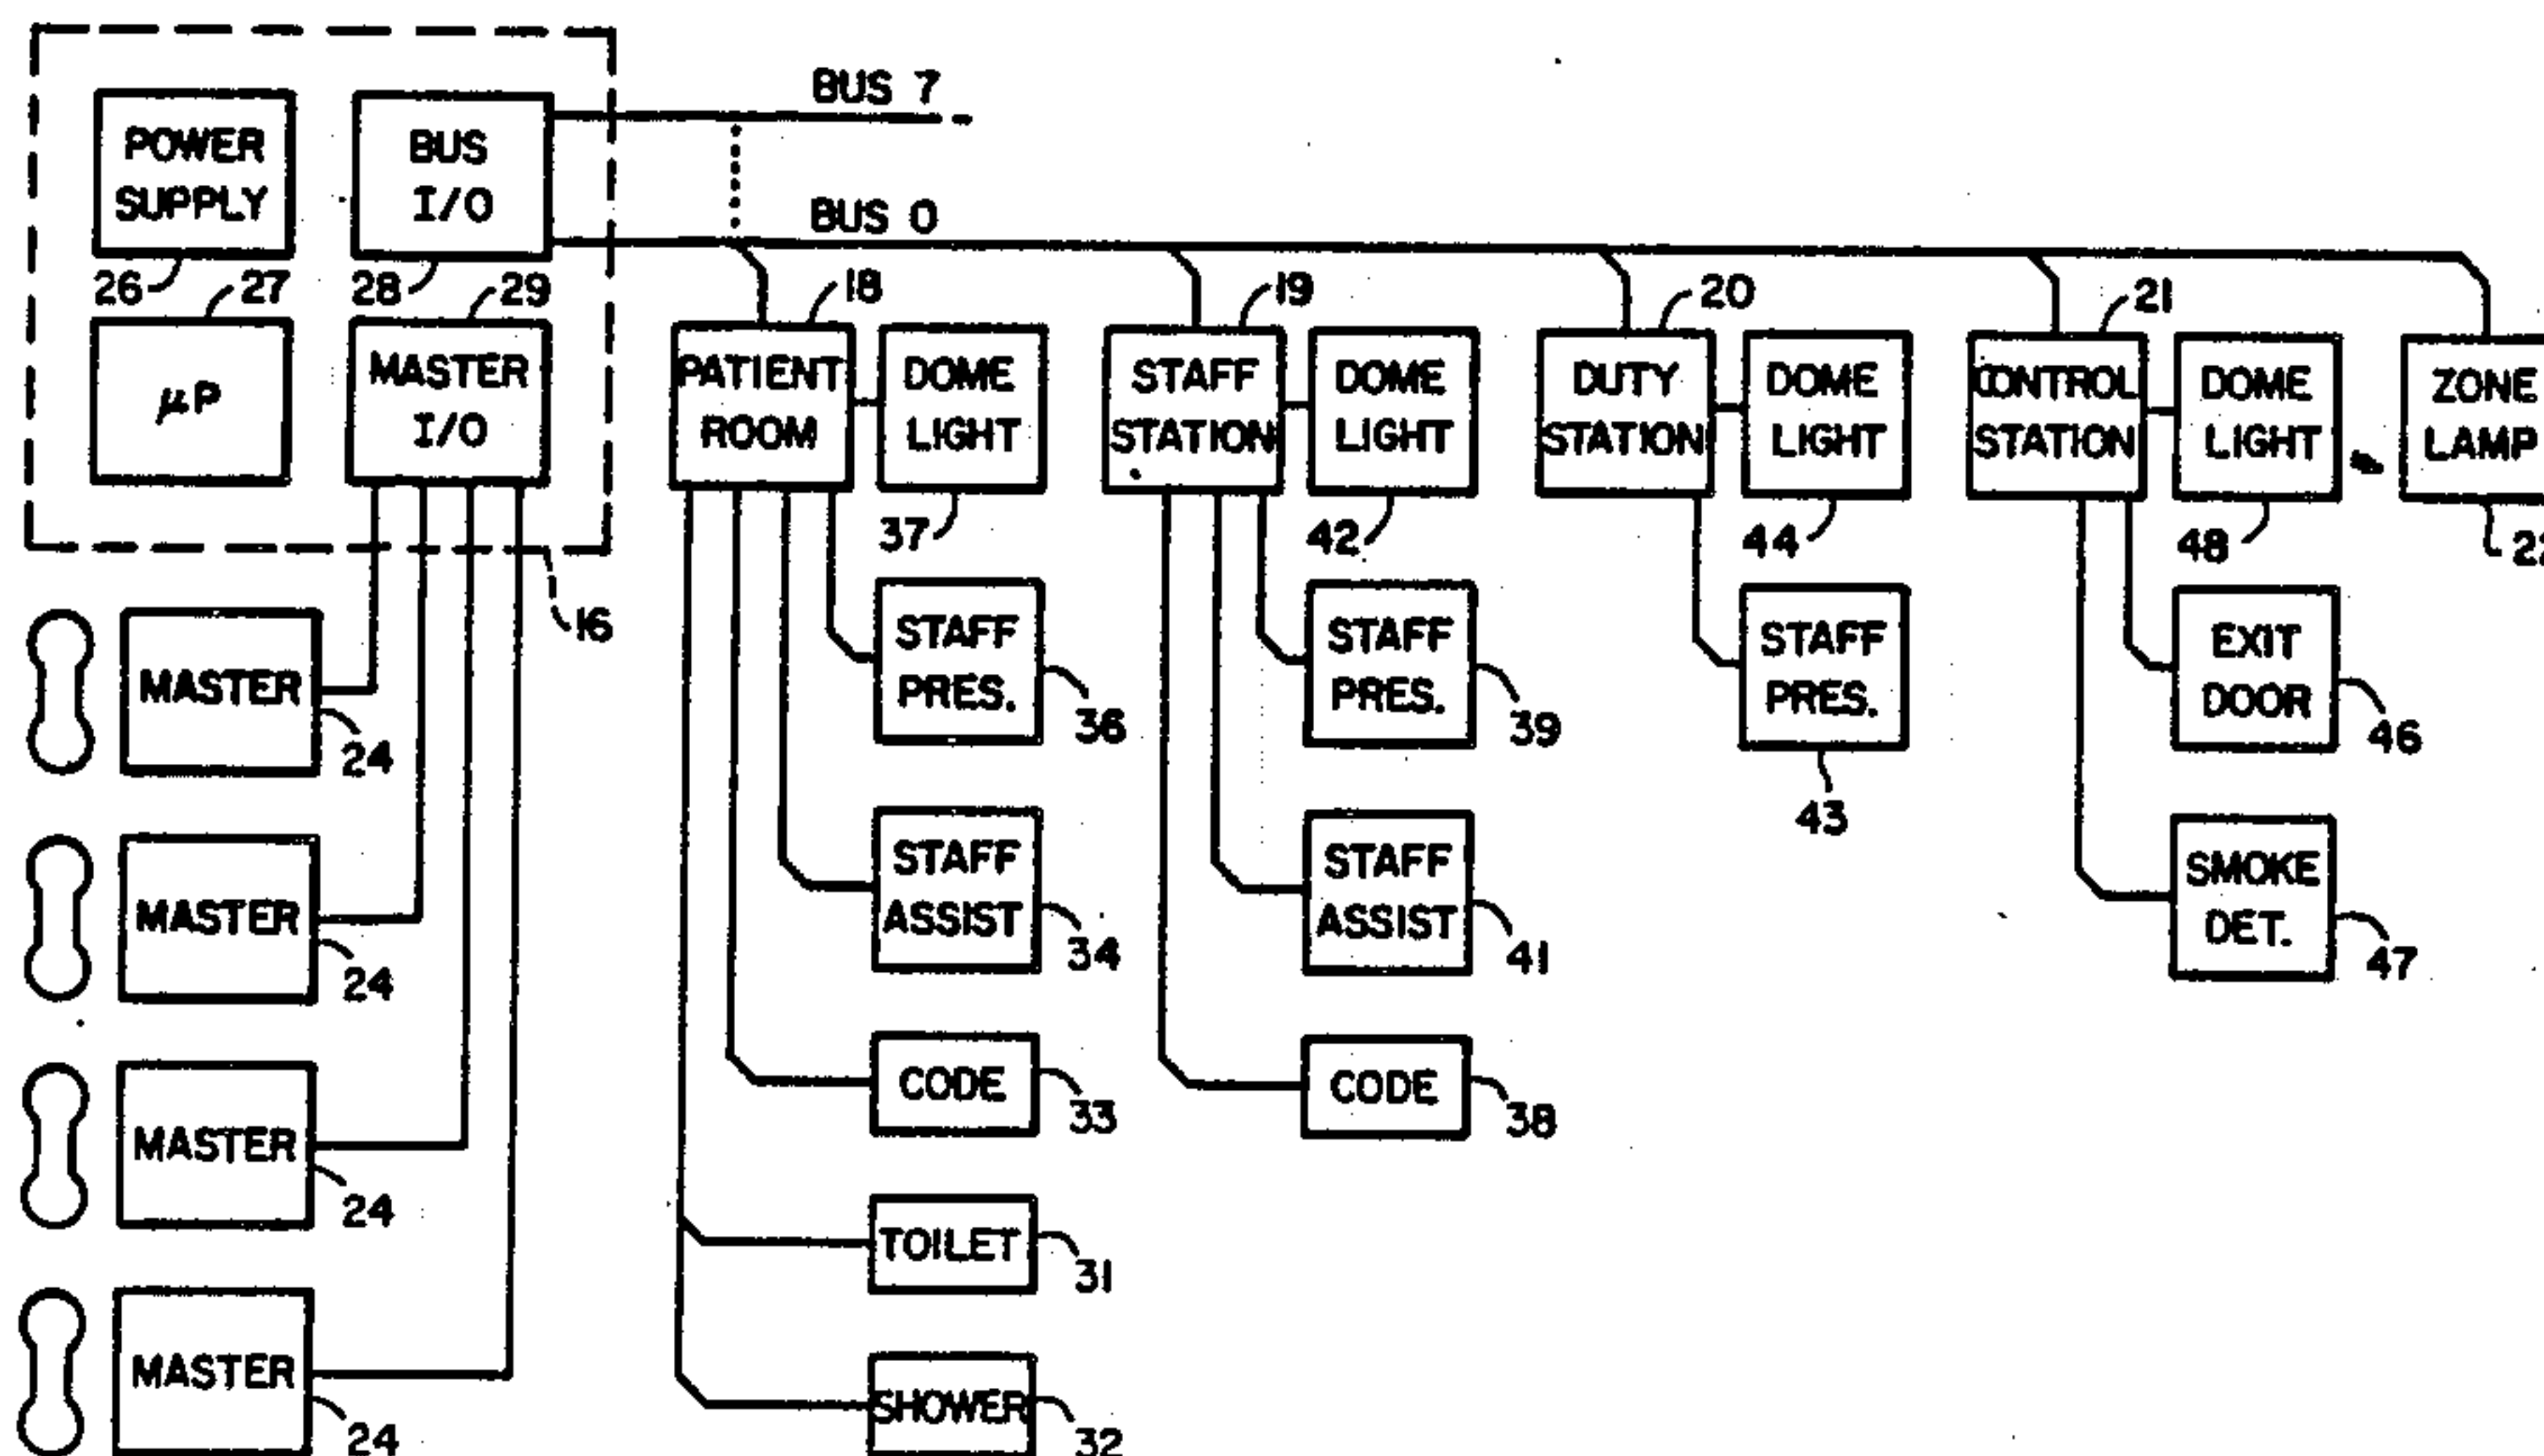 BUS 7
POWER
SUPPLY
BUS
I/O
BUS 0
26
27
28
29
18
19
20
21
μP
MASTER
I/O
PATIENT
ROOM
DOME
LIGHT
STAFF
STATION
DOME
LIGHT
DUTY
STATION
DOME
LIGHT
CONTROL
STATION
DOME
LIGHT
ZONE
LAMP
37
42
44
48
16
MASTER
24
STAFF
PRES.
36
STAFF
PRES.
39
STAFF
PRES.
43
EXIT
DOOR
46
MASTER
24
STAFF
ASSIST
34
STAFF
ASSIST
41
SMOKE
DET.
47
MASTER
24
CODE
33
CODE
38
TOILET
31
MASTER
24
SHOWER
32